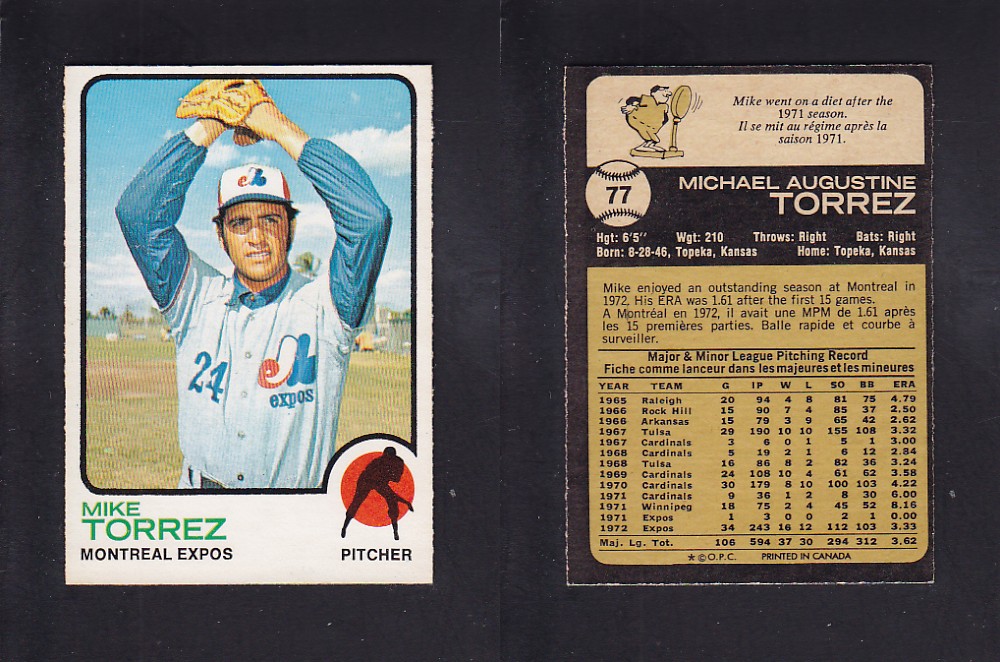 24
expos
MIKE
TORREZ
MONTREAL EXPOS
PITCHER
Mike went on a diet after the
1971 season.
Il se mit au régime après la
saison 1971.
77
MICHAEL AUGUSTINE
TORREZ
Hgt: 6'5" Wgt: 210 Throws: Right Bats: Right
Born: 8-28-46, Topeka, Kansas Home: Topeka, Kansas
Mike enjoyed an outstanding season at Montreal in
1972, His ERA was 1.61 after the first 15 games.
A Montréal en 1972, il avait une MPM de 1.61 après
les 15 premières parties. Balle rapide et courbe à
surveiller.
Major & Minor League Pitching Record
Fiche comme lanceur dans les majeures et les mineures
YEAR TEAM G IP W L SO BB ERA
1965 Raleigh 20 94 4 8 81 75 4.79
1966 Rock Hill 15 90 7 4 85 37 2.50
1966 Arkansas 15 79 3 9 65 42 2.62
1967 Tulsa 29 190 10 10 155 108 3.32
1967 Cardinals 3 6 0 1 5 1 3.00
1968 Cardinals 5 19 2 1 6 12 2.84
1968 Tulsa 16 86 8 2 82 36 3.24
1969 Cardinals 24 108 10 4 61 62 3.58
1970 Cardinals 30 179 8 10 100 103 4.22
1971 Cardinals 9 36 1 2 8 30 6.00
1971 Winnipeg 18 75 2 4 45 52 8.16
1971 Expos 1 3 0 0 2 1 0.00
1972 Expos 34 243 16 12 112 103 3.33
Maj. Lg. Tot. 106 594 37 30 294 312 3.62
*© O.P.C. PRINTED IN CANADA